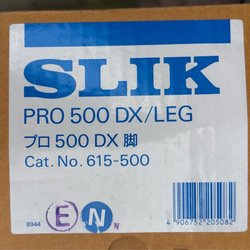 SLIK
PRO 500 DX/LEG
プロ 500 DX 脚
Cat. No. 615-500
8944
E N N
4 906752 205082